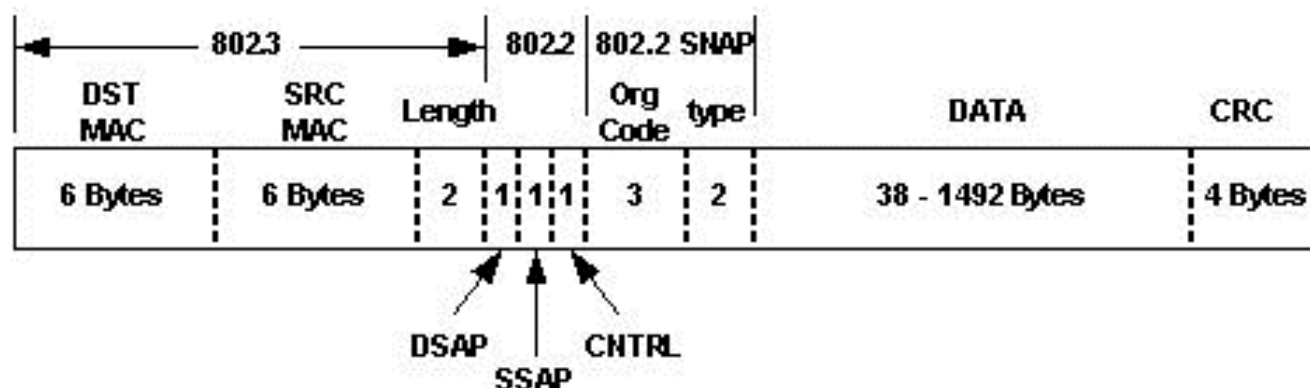 802.3 802.2 802.2 SNAP
DST MAC SRC MAC Length Org Code type DATA CRC
6 Bytes 6 Bytes 2 1 1 1 3 2 38 - 1492 Bytes 4 Bytes
DSAP SSAP CNTRL